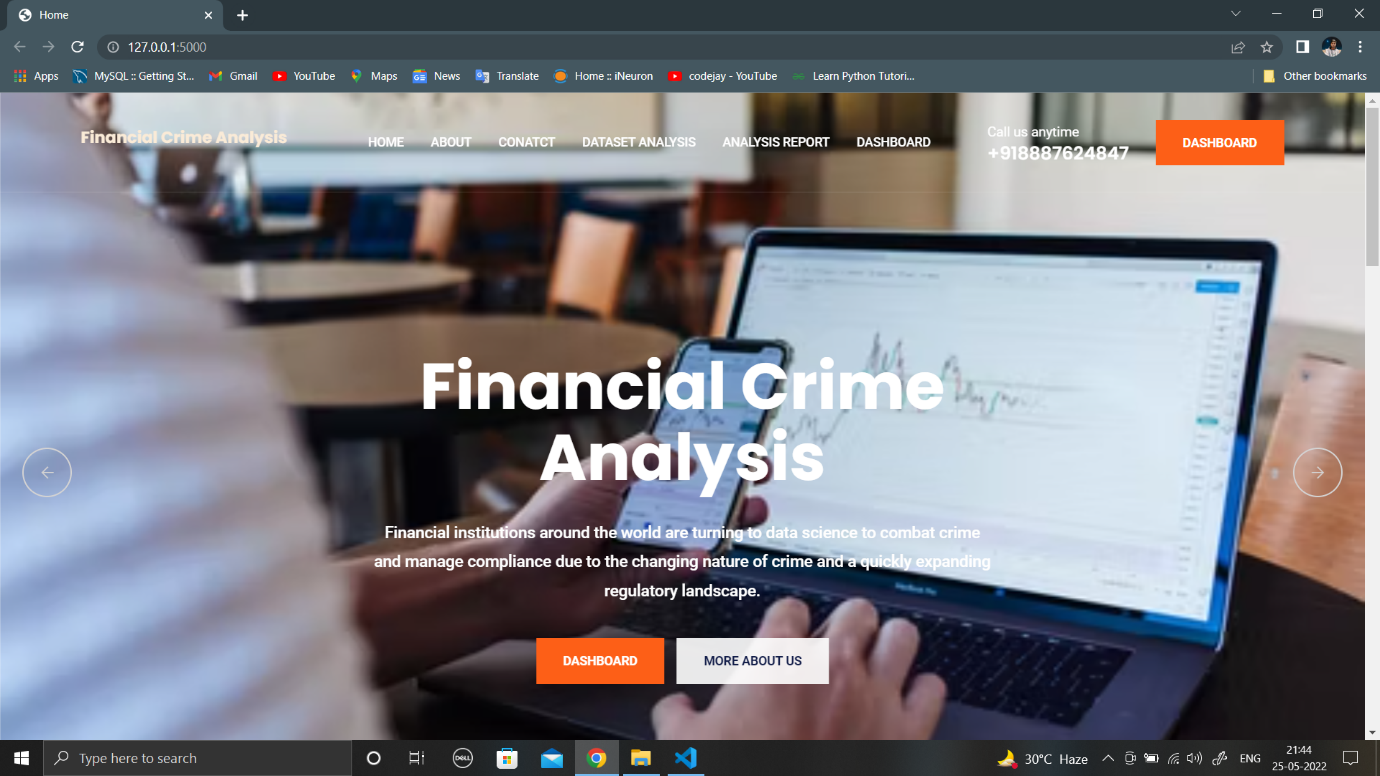 Home
127.0.0.1:5000
Apps
MySQL :: Getting St...
Gmail
YouTube
Maps
News
Translate
Home :: iNeuron
codejay - YouTube
Learn Python Tutori...
Other bookmarks
Financial Crime Analysis
HOME
ABOUT
CONATCT
DATASET ANALYSIS
ANALYSIS REPORT
DASHBOARD
Call us anytime
+918887624847
DASHBOARD
Financial Crime
Analysis
Financial institutions around the world are turning to data science to combat crime
and manage compliance due to the changing nature of crime and a quickly expanding
regulatory landscape.
DASHBOARD
MORE ABOUT US
Type here to search
DELL
30°C Haze
ENG
21:44
25-05-2022